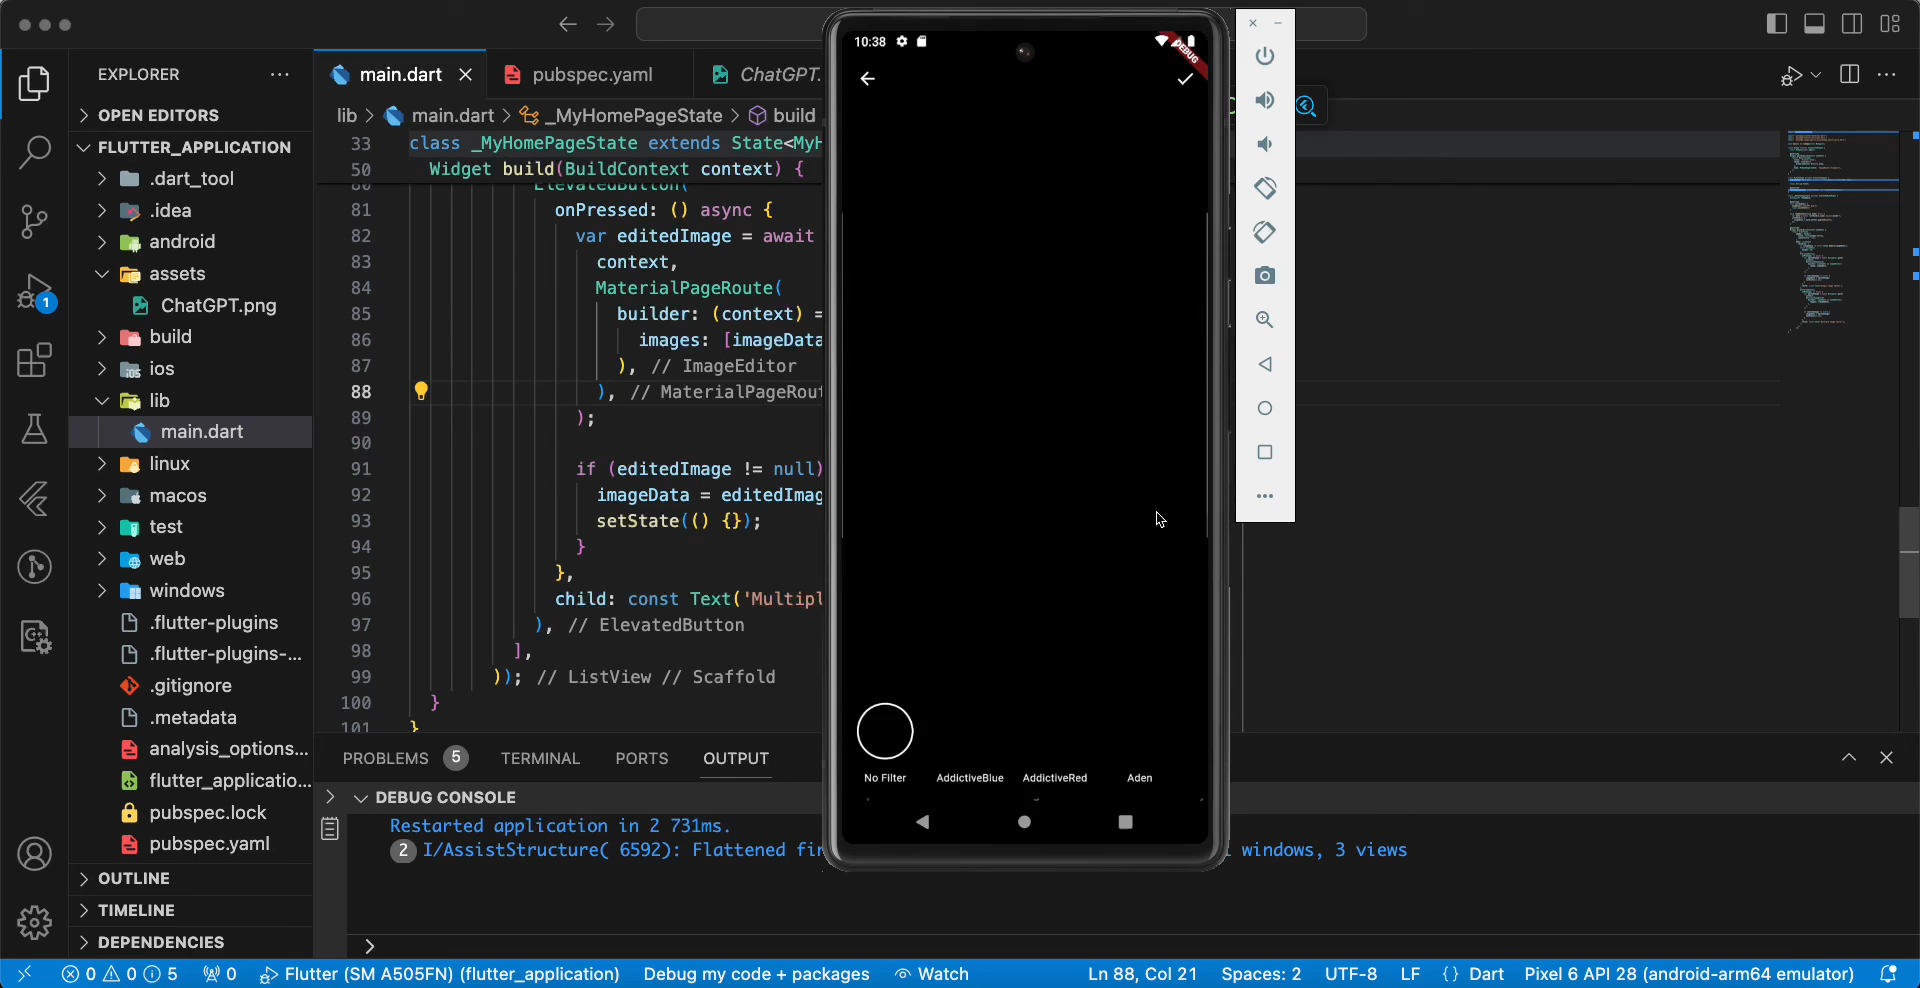 EXPLORER
OPEN EDITORS
FLUTTER_APPLICATION
.dart_tool
.idea
android
assets
ChatGPT.png
build
ios
lib
main.dart
linux
macos
test
web
windows
.flutter-plugins
.flutter-plugins-...
.gitignore
.metadata
analysis_options...
flutter_applicatio...
pubspec.lock
pubspec.yaml
OUTLINE
TIMELINE
DEPENDENCIES
1
main.dart
pubspec.yaml
ChatGPT.
lib > main.dart > _MyHomePageState > build
33 class _MyHomePageState extends State<MyH
50 Widget build(BuildContext context) {
80 ElevatedButton(
81 onPressed: () async {
82 var editedImage = await
83 context,
84 MaterialPageRoute(
85 builder: (context) =
86 images: [imageData
87 ), // ImageEditor
88 ), // MaterialPageRout
89 );
90
91 if (editedImage != null)
92 imageData = editedImag
93 setState(() {});
94 }
95 },
96 child: const Text('Multipl
97 ), // ElevatedButton
98 ],
99 )); // ListView // Scaffold
100 }
101 }
10:38
DEBUG
No Filter
AddictiveBlue
AddictiveRed
Aden
PROBLEMS 5 TERMINAL PORTS OUTPUT
DEBUG CONSOLE
Restarted application in 2 731ms.
2 I/AssistStructure( 6592): Flattened fin
windows, 3 views
0 0 5 0 Flutter (SM A505FN) (flutter_application) Debug my code + packages Watch Ln 88, Col 21 Spaces: 2 UTF-8 LF {} Dart Pixel 6 API 28 (android-arm64 emulator)